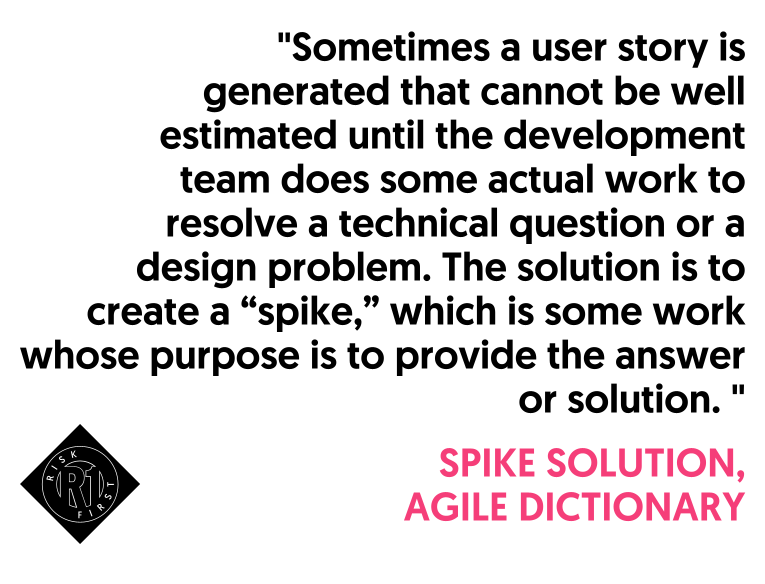 "Sometimes a user story is
generated that cannot be well
estimated until the development
team does some actual work to
resolve a technical question or a
design problem. The solution is to
create a “spike,” which is some work
whose purpose is to provide the answer
or solution. "
SPIKE SOLUTION,
AGILE DICTIONARY
RISK
R1
FIRST